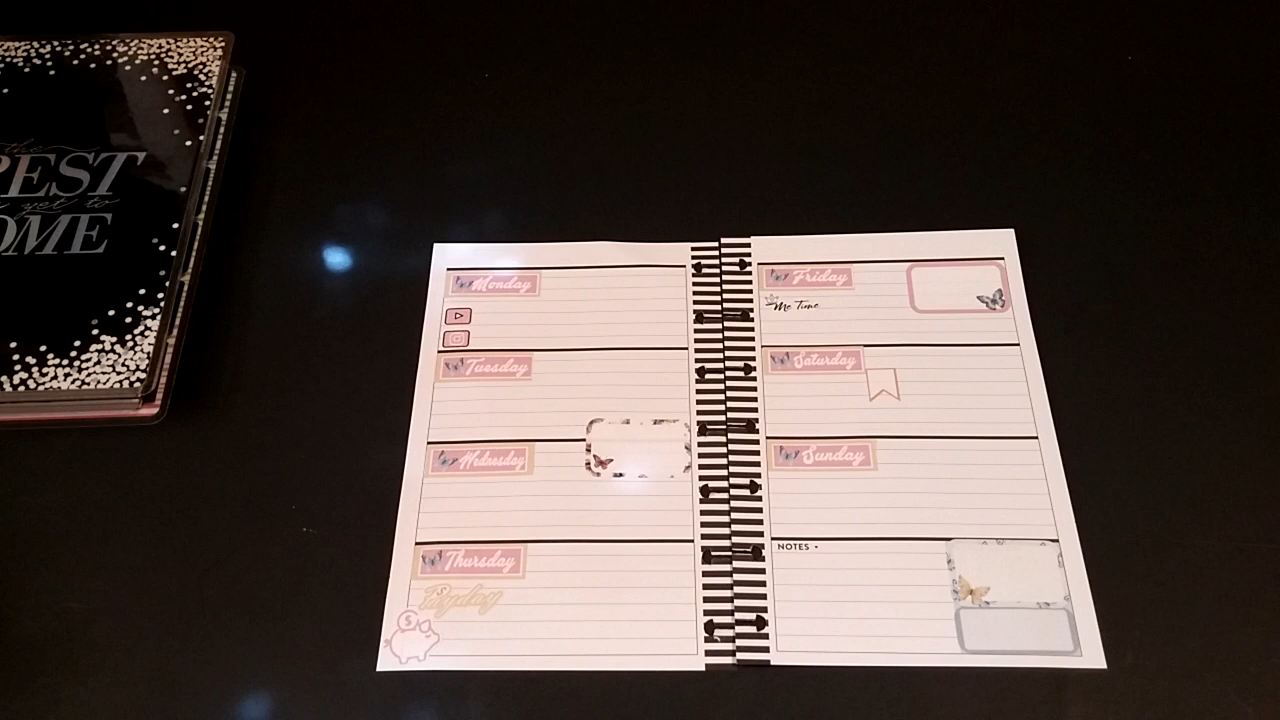 the
BEST
yet to
OME
Monday
Tuesday
Wednesday
Thursday
Payday
$
Friday
Me Time
Saturday
Sunday
NOTES